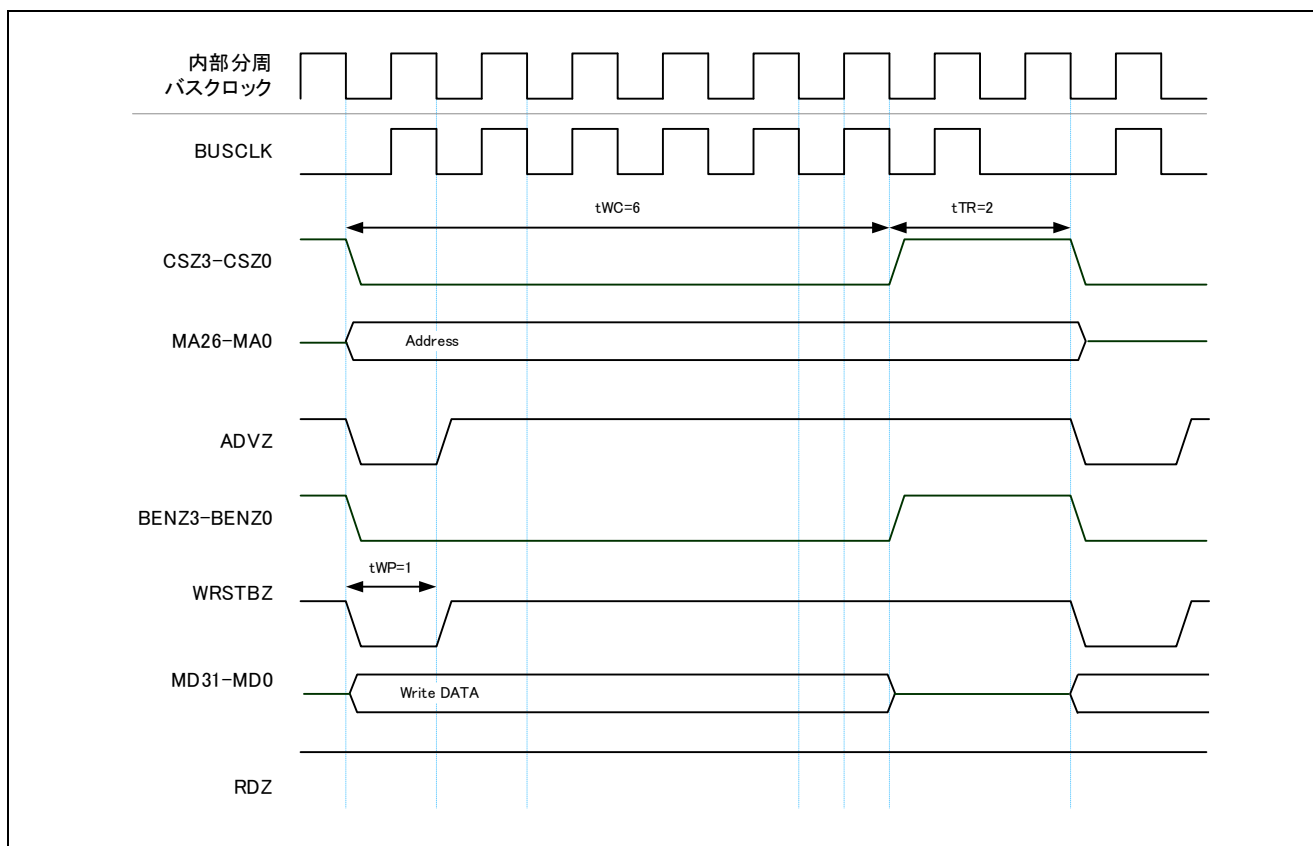 内部分周
バスクロック
BUSCLK
tWC=6
tTR=2
CSZ3-CSZ0
MA26-MA0
Address
ADVZ
BENZ3-BENZ0
tWP=1
WRSTBZ
MD31-MD0
Write DATA
RDZ